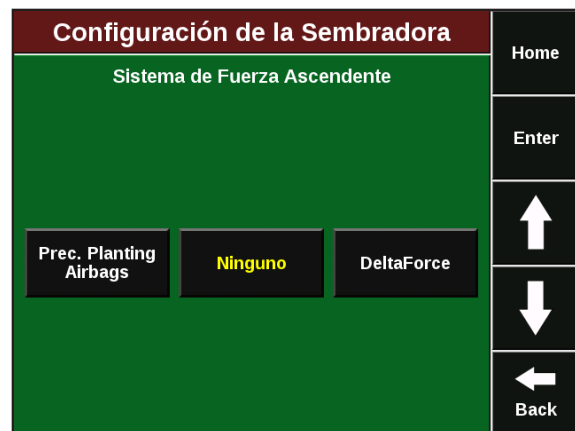 Configuración de la Sembradora
Sistema de Fuerza Ascendente
Prec. Planting
Airbags
Ninguno
DeltaForce
Home
Enter
Back